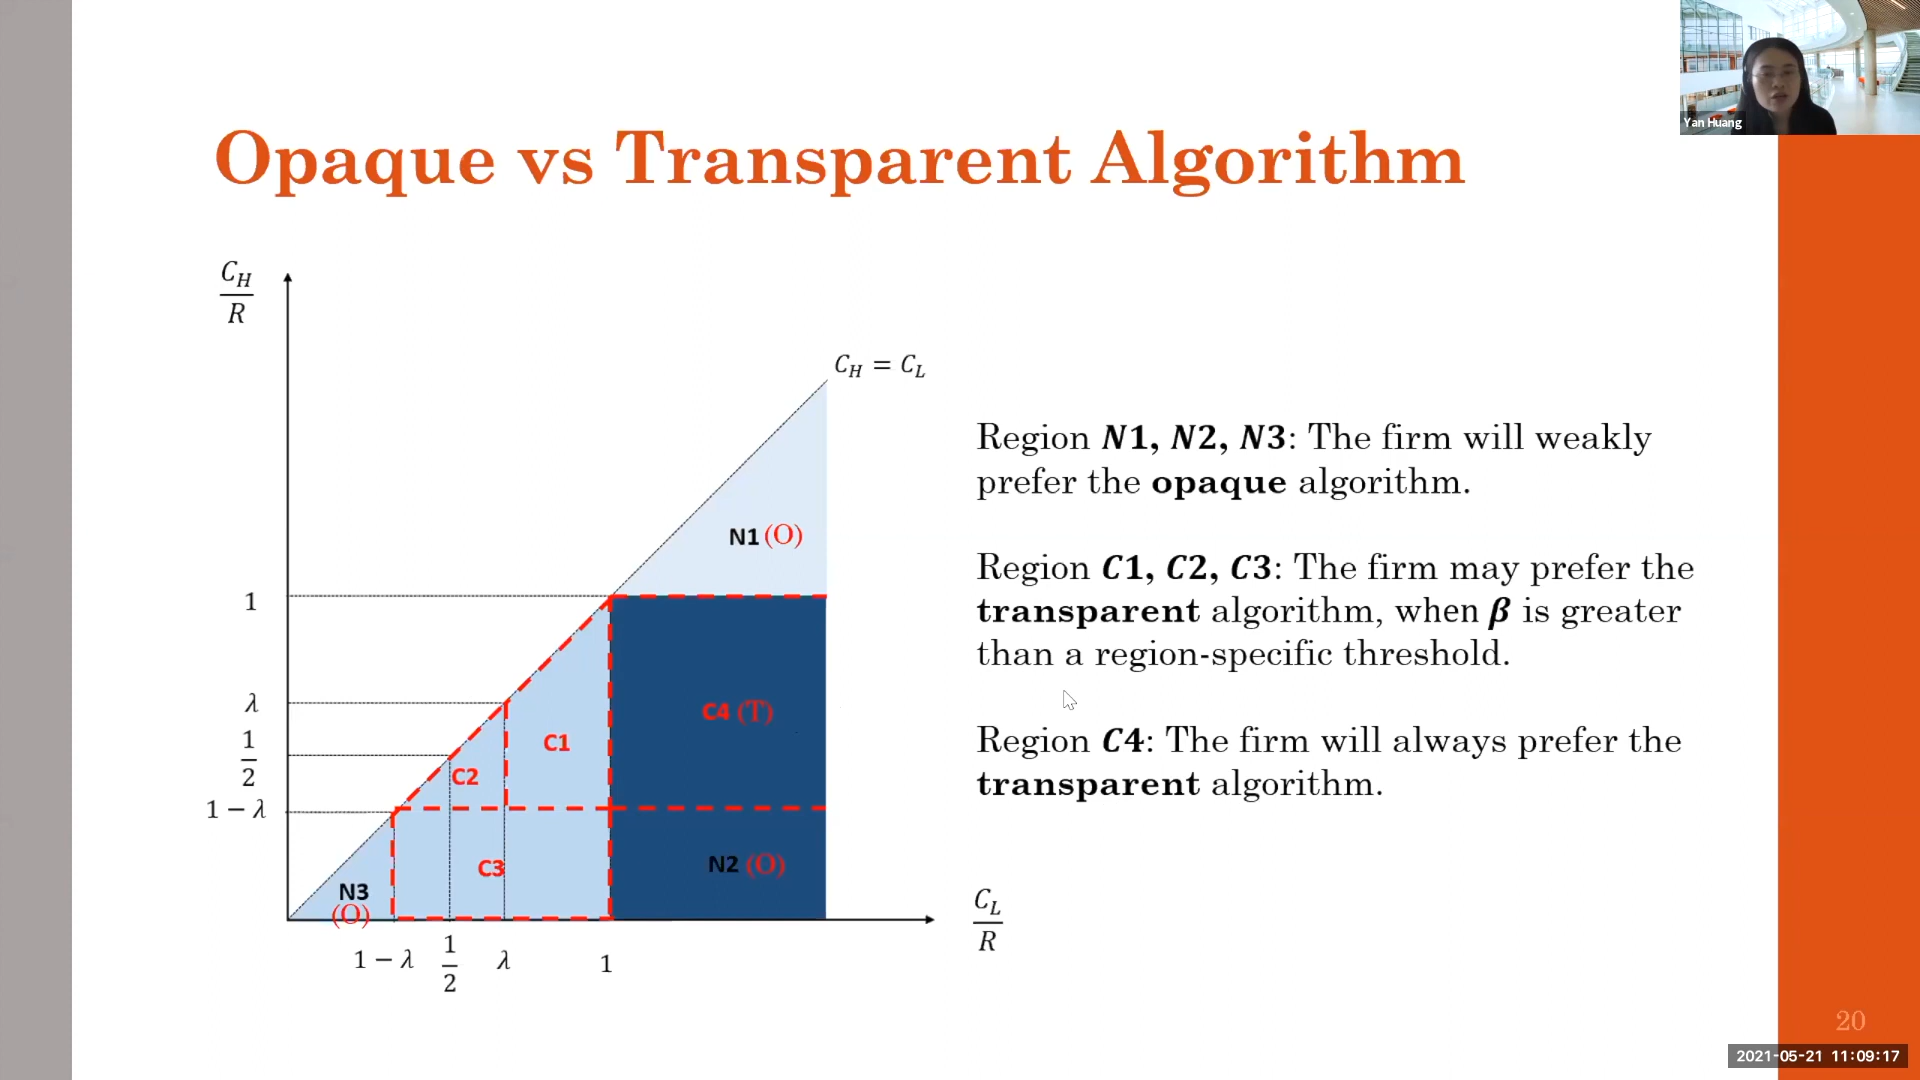 Yan Huang
Opaque vs Transparent Algorithm
C_H
R
C_H = C_L
N1 (O)
1
λ
1
2
1 − λ
C4 (T)
C1
C2
C3
N2 (O)
N3
(O)
1 − λ
1
2
λ
1
C_L
R
Region N1, N2, N3: The firm will weakly
prefer the opaque algorithm.
Region C1, C2, C3: The firm may prefer the
transparent algorithm, when β is greater
than a region-specific threshold.
Region C4: The firm will always prefer the
transparent algorithm.
20
2021-05-21 11:09:17